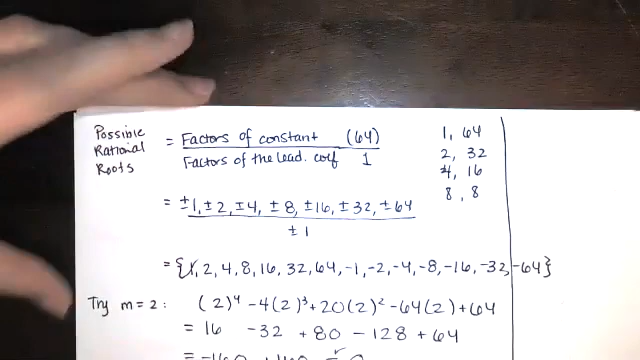 Possible Rational Roots = Factors of constant (64) / Factors of the lead. coef 1
1, 64
2, 32
4, 16
8, 8
= ±1, ±2, ±4, ±8, ±16, ±32, ±64 / ±1
= {1, 2, 4, 8, 16, 32, 64, -1, -2, -4, -8, -16, -32, -64}
Try m=2: (2)⁴ -4(2)³+20(2)²-64(2)+64
= 16 -32 +80 -128 +64